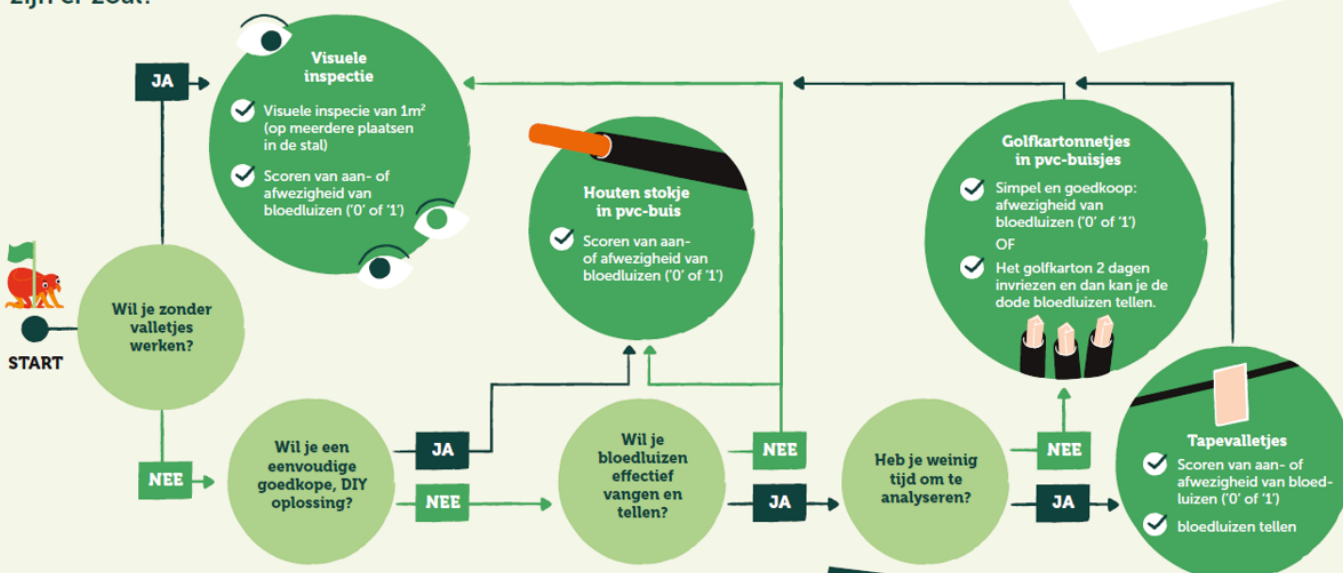 zijn er zoal?
Visuele
inspectie
Visuele inspecie van 1m²
(op meerdere plaatsen
in de stal)
Scoren van aan- of
afwezigheid van
bloedluizen ('0' of '1')
JA
Houten stokje
in pvc-buis
Scoren van aan-
of afwezigheid van
bloedluizen ('0' of '1')
Golfkartonnetjes
in pvc-buisjes
Simpel en goedkoop:
afwezigheid van
bloedluizen ('0' of '1')
OF
Het golfkarton 2 dagen
invriezen en dan kan je de
dode bloedluizen tellen.
START
Wil je zonder
valletjes
werken?
NEE
Wil je een
eenvoudige
goedkope, DIY
oplossing?
JA
NEE
Wil je
bloedluizen
effectief
vangen en
tellen?
NEE
JA
Heb je weinig
tijd om te
analyseren?
NEE
JA
Tapevalletjes
Scoren van aan- of
afwezigheid van bloed-
luizen ('0' of '1')
bloedluizen tellen